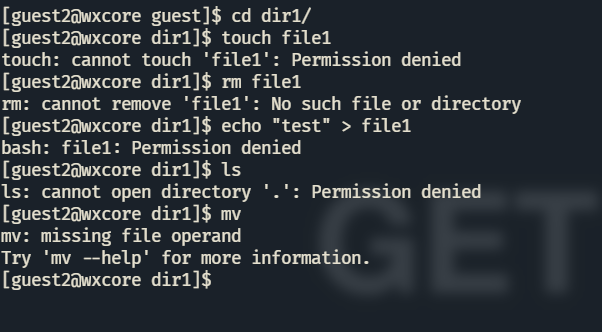 [guest2@wxcore guest]$ cd dir1/
[guest2@wxcore dir1]$ touch file1
touch: cannot touch 'file1': Permission denied
[guest2@wxcore dir1]$ rm file1
rm: cannot remove 'file1': No such file or directory
[guest2@wxcore dir1]$ echo "test" > file1
bash: file1: Permission denied
[guest2@wxcore dir1]$ ls
ls: cannot open directory '.': Permission denied
[guest2@wxcore dir1]$ mv
mv: missing file operand
Try 'mv --help' for more information.
[guest2@wxcore dir1]$
GET